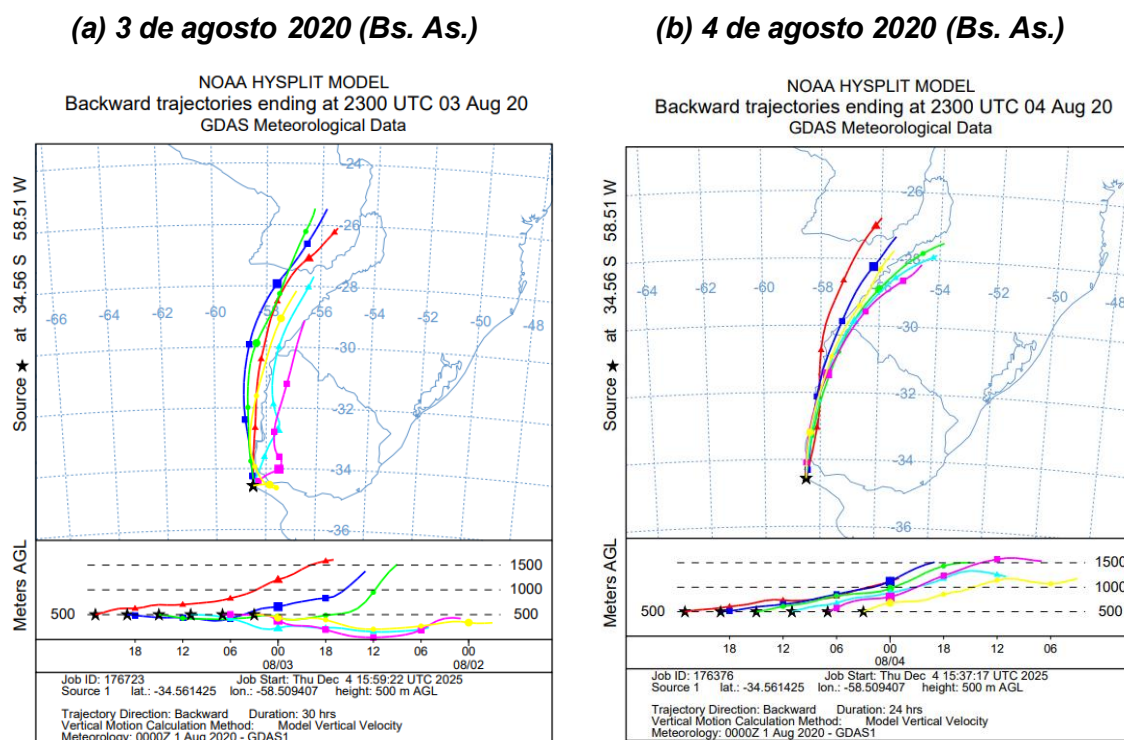 (a) 3 de agosto 2020 (Bs. As.)
NOAA HYSPLIT MODEL
Backward trajectories ending at 2300 UTC 03 Aug 20
GDAS Meteorological Data
Source ★ at 34.56 S 58.51 W
-24
-26
-28
-30
-32
-34
-36
-66
-64
-62
-60
-58
-56
-54
-52
-50
-48
Meters AGL
500
1500
1000
500
18 12 06 00 18 12 06 00
08/03 08/02
Job ID: 176723 Job Start: Thu Dec 4 15:59:22 UTC 2025
Source 1 lat.: -34.561425 lon.: -58.509407 height: 500 m AGL
Trajectory Direction: Backward Duration: 30 hrs
Vertical Motion Calculation Method: Model Vertical Velocity
Meteorology: 0000Z 1 Aug 2020 - GDAS1
(b) 4 de agosto 2020 (Bs. As.)
NOAA HYSPLIT MODEL
Backward trajectories ending at 2300 UTC 04 Aug 20
GDAS Meteorological Data
Source ★ at 34.56 S 58.51 W
-26
-28
-30
-32
-34
-36
-64
-62
-60
-58
-56
-54
-52
-50
Meters AGL
500
1500
1000
500
18 12 06 00 18 12 06
08/04
Job ID: 176376 Job Start: Thu Dec 4 15:37:17 UTC 2025
Source 1 lat.: -34.561425 lon.: -58.509407 height: 500 m AGL
Trajectory Direction: Backward Duration: 24 hrs
Vertical Motion Calculation Method: Model Vertical Velocity
Meteorology: 0000Z 1 Aug 2020 - GDAS1